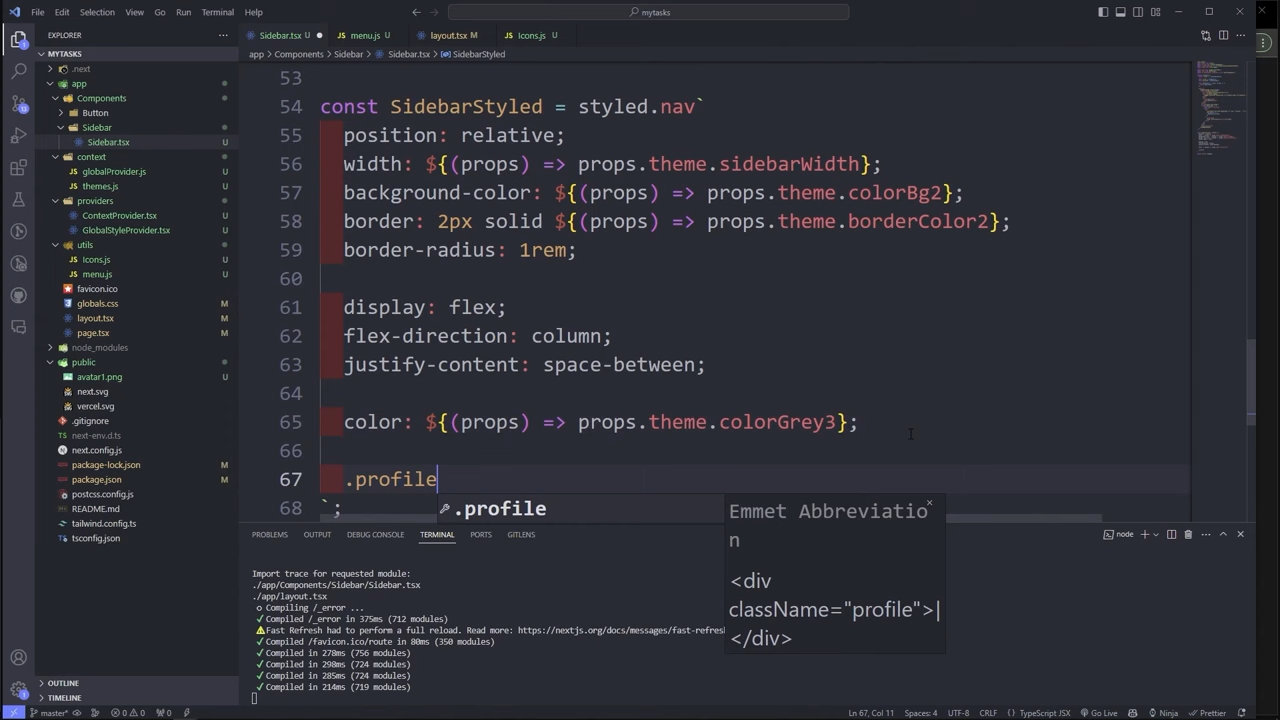 File Edit Selection View Go Run Terminal Help
mytasks
EXPLORER
MYTASKS
.next
app
Components
Button
Sidebar
Sidebar.tsx U
context
globalProvider.js U
themes.js U
providers
ContextProvider.tsx U
GlobalStyleProvider.tsx U
utils
Icons.js U
menu.js U
favicon.ico
globals.css M
layout.tsx M
page.tsx M
node_modules
public
avatar1.png U
next.svg
vercel.svg
.gitignore
next-env.d.ts
next.config.js
package-lock.json M
package.json M
postcss.config.js
README.md
tailwind.config.ts
tsconfig.json
OUTLINE
TIMELINE
Sidebar.tsx U menu.js U layout.tsx M Icons.js U
app > Components > Sidebar > Sidebar.tsx > SidebarStyled
53
54 const SidebarStyled = styled.nav`
55 position: relative;
56 width: ${(props) => props.theme.sidebarWidth};
57 background-color: ${(props) => props.theme.colorBg2};
58 border: 2px solid ${(props) => props.theme.borderColor2};
59 border-radius: 1rem;
60
61 display: flex;
62 flex-direction: column;
63 justify-content: space-between;
64
65 color: ${(props) => props.theme.colorGrey3};
66
67 .profile
68 `;
.profile
Emmet Abbreviatio
n
<div
className="profile">|
</div>
PROBLEMS OUTPUT DEBUG CONSOLE TERMINAL PORTS GITLENS
node
Import trace for requested module:
./app/Components/Sidebar/Sidebar.tsx
./app/layout.tsx
○ Compiling /_error ...
✓ Compiled /_error in 375ms (712 modules)
⚠ Fast Refresh had to perform a full reload. Read more: https://nextjs.org/docs/messages/fast-refresh
✓ Compiled /favicon.ico/route in 80ms (350 modules)
✓ Compiled in 278ms (756 modules)
✓ Compiled in 298ms (724 modules)
✓ Compiled in 285ms (724 modules)
✓ Compiled in 214ms (719 modules)
master* 0 0 0 Ln 67, Col 11 Spaces: 4 UTF-8 CRLF TypeScript JSX Go Live Ninja Prettier